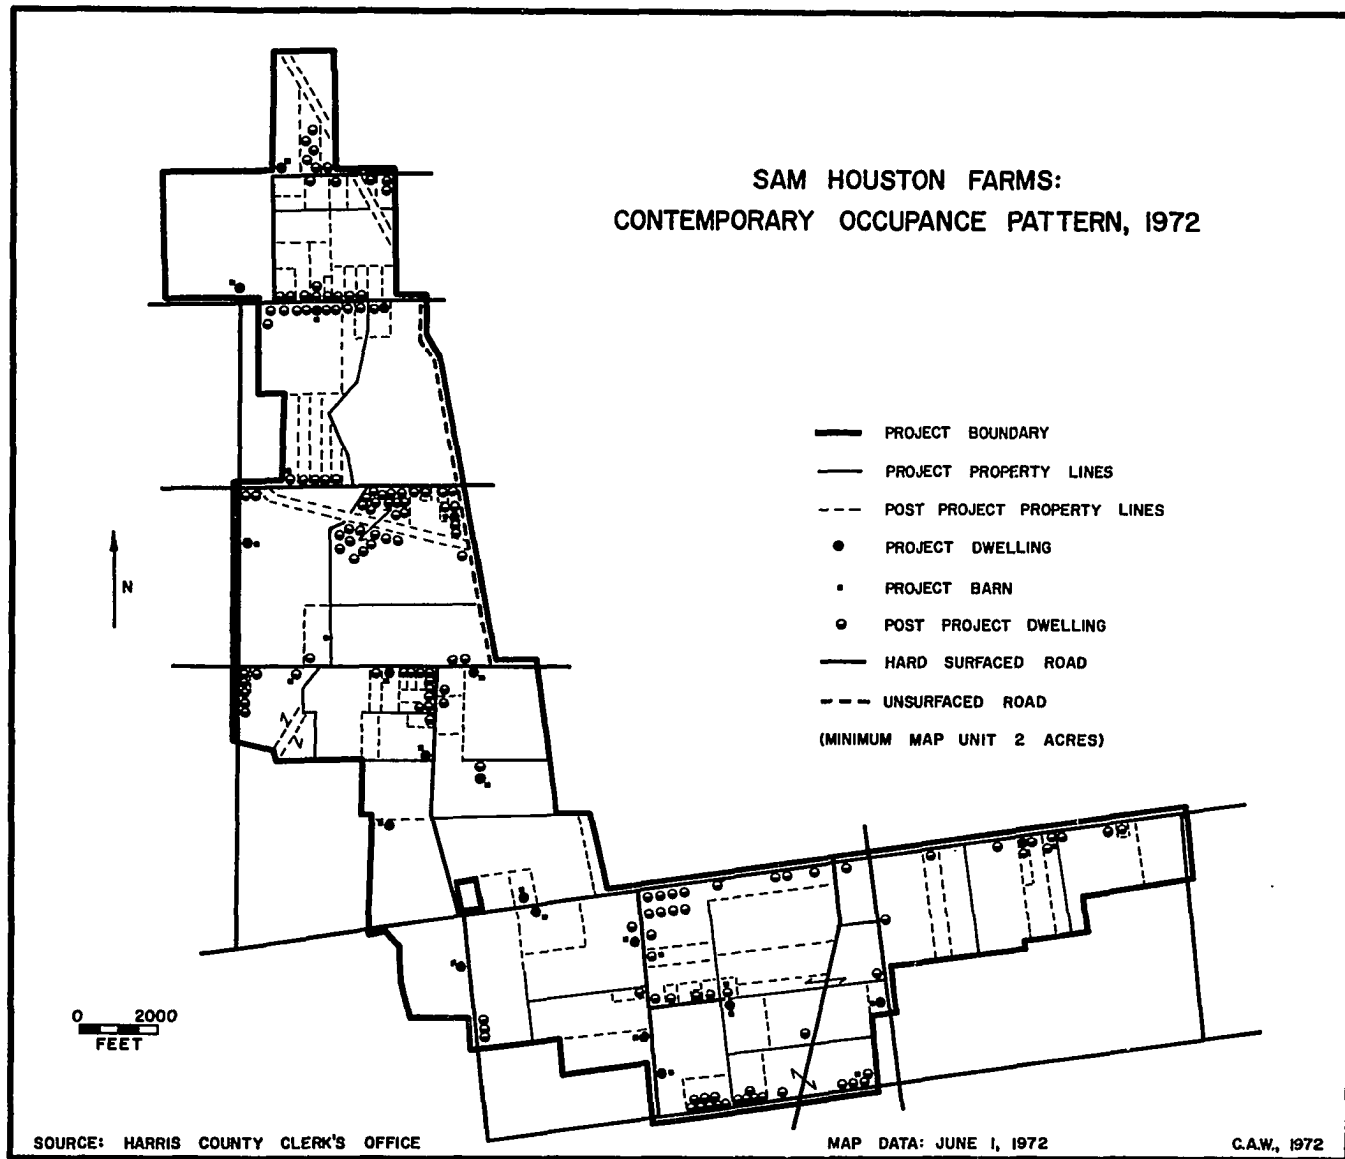 SAM HOUSTON FARMS:
CONTEMPORARY OCCUPANCE PATTERN, 1972
PROJECT BOUNDARY
PROJECT PROPERTY LINES
POST PROJECT PROPERTY LINES
PROJECT DWELLING
PROJECT BARN
POST PROJECT DWELLING
HARD SURFACED ROAD
UNSURFACED ROAD
(MINIMUM MAP UNIT 2 ACRES)
N
0 2000
FEET
SOURCE: HARRIS COUNTY CLERK'S OFFICE
MAP DATA: JUNE 1, 1972
C.A.W., 1972